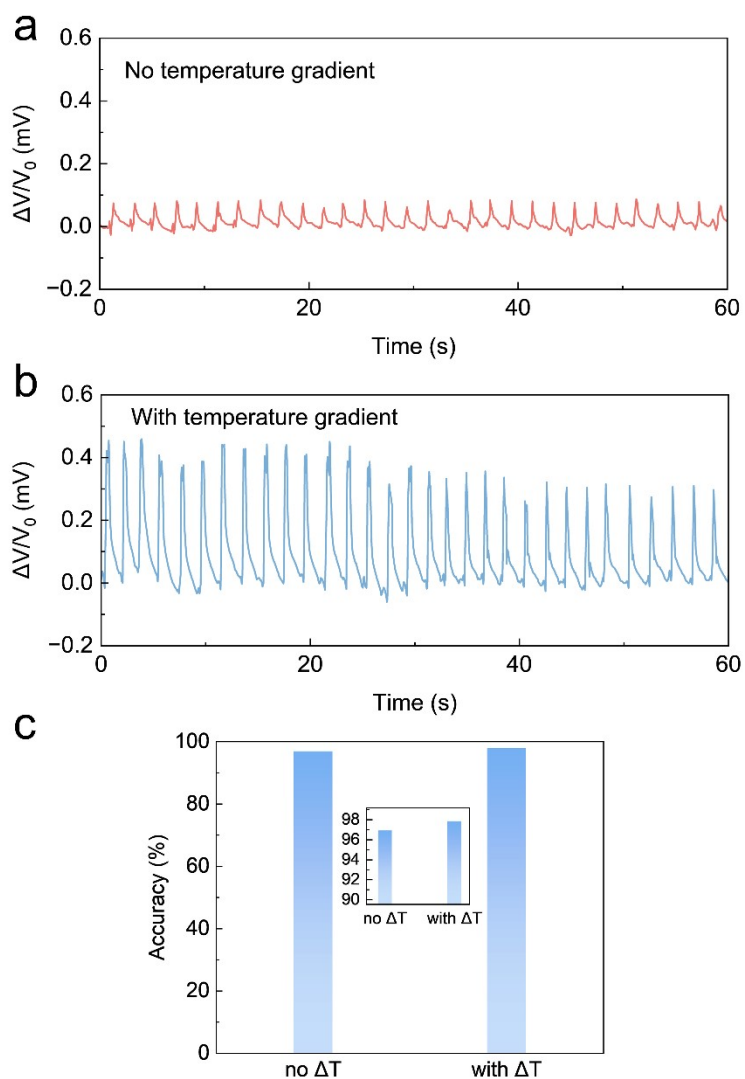 a
0.6
No temperature gradient
0.4
0.2
0.0
−0.2
ΔV/V₀ (mV)
0 20 40 60
Time (s)
b
0.6
With temperature gradient
0.4
0.2
0.0
−0.2
ΔV/V₀ (mV)
0 20 40 60
Time (s)
c
100
80
60
40
20
0
Accuracy (%)
98
96
94
92
90
no ΔT with ΔT
no ΔT with ΔT